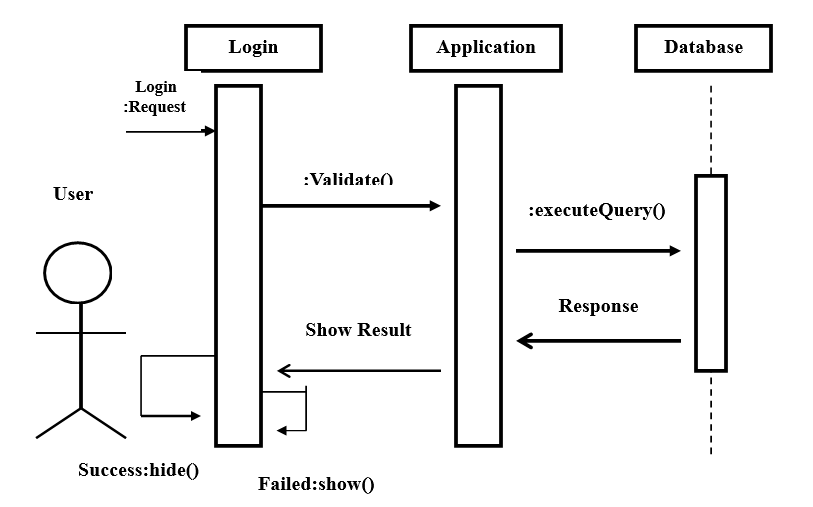 Login
Application
Database
Login
:Request
:Validate()
User
:executeQuery()
Response
Show Result
Success:hide()
Failed:show()